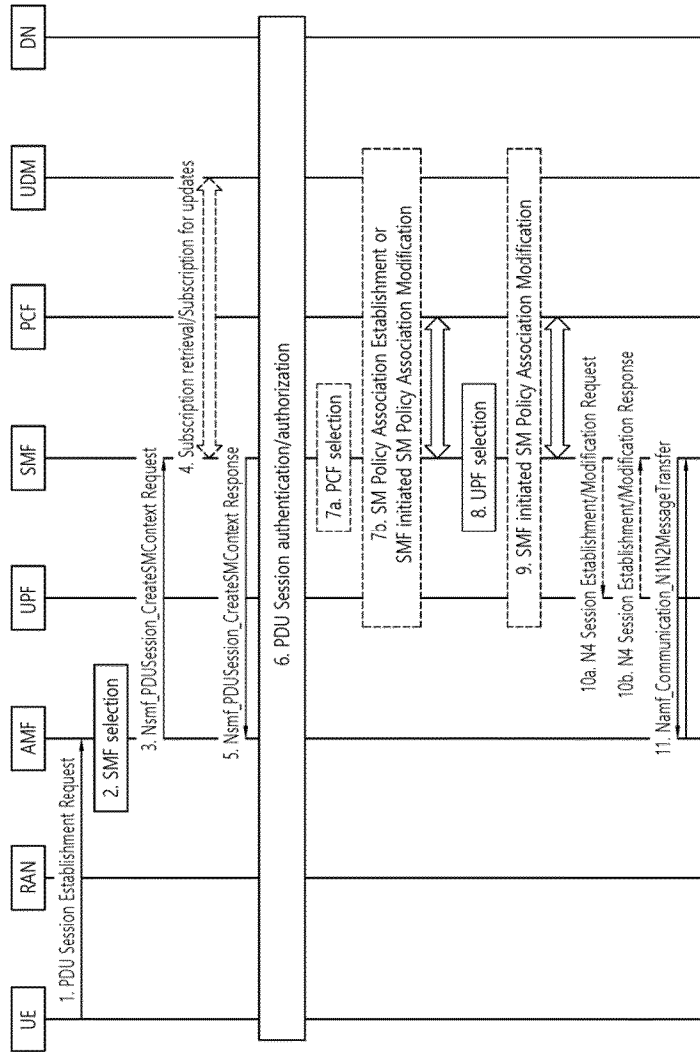 UE
RAN
AMF
UPF
SMF
PCF
UDM
DN
1. PDU Session Establishment Request
2. SMF selection
3. Nsmf_PDUSession_CreateSMContext Request
4. Subscription retrieval/Subscription for updates
5. Nsmf_PDUSession_CreateSMContext Response
6. PDU Session authentication/authorization
7a. PCF selection
7b. SM Policy Association Establishment or
SMF initiated SM Policy Association Modification
8. UPF selection
9. SMF initiated SM Policy Association Modification
10a. N4 Session Establishment/Modification Request
10b. N4 Session Establishment/Modification Response
11. Namf_Communication_N1N2MessageTransfer